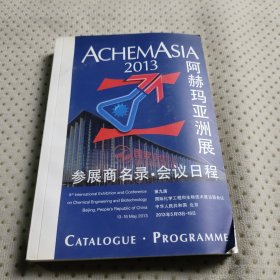 ACHEMASIA
2013
阿赫玛亚洲展
参展商名录·会议日程
9th International Exhibition and Conference
on Chemical Engineering and Biotechnology
Beijing, People's Republic of China
13-16 May 2013
第九届
国际化学工程和生物技术展览暨会议
中华人民共和国 北京
2013年5月13日-16日
CATALOGUE · PROGRAMME